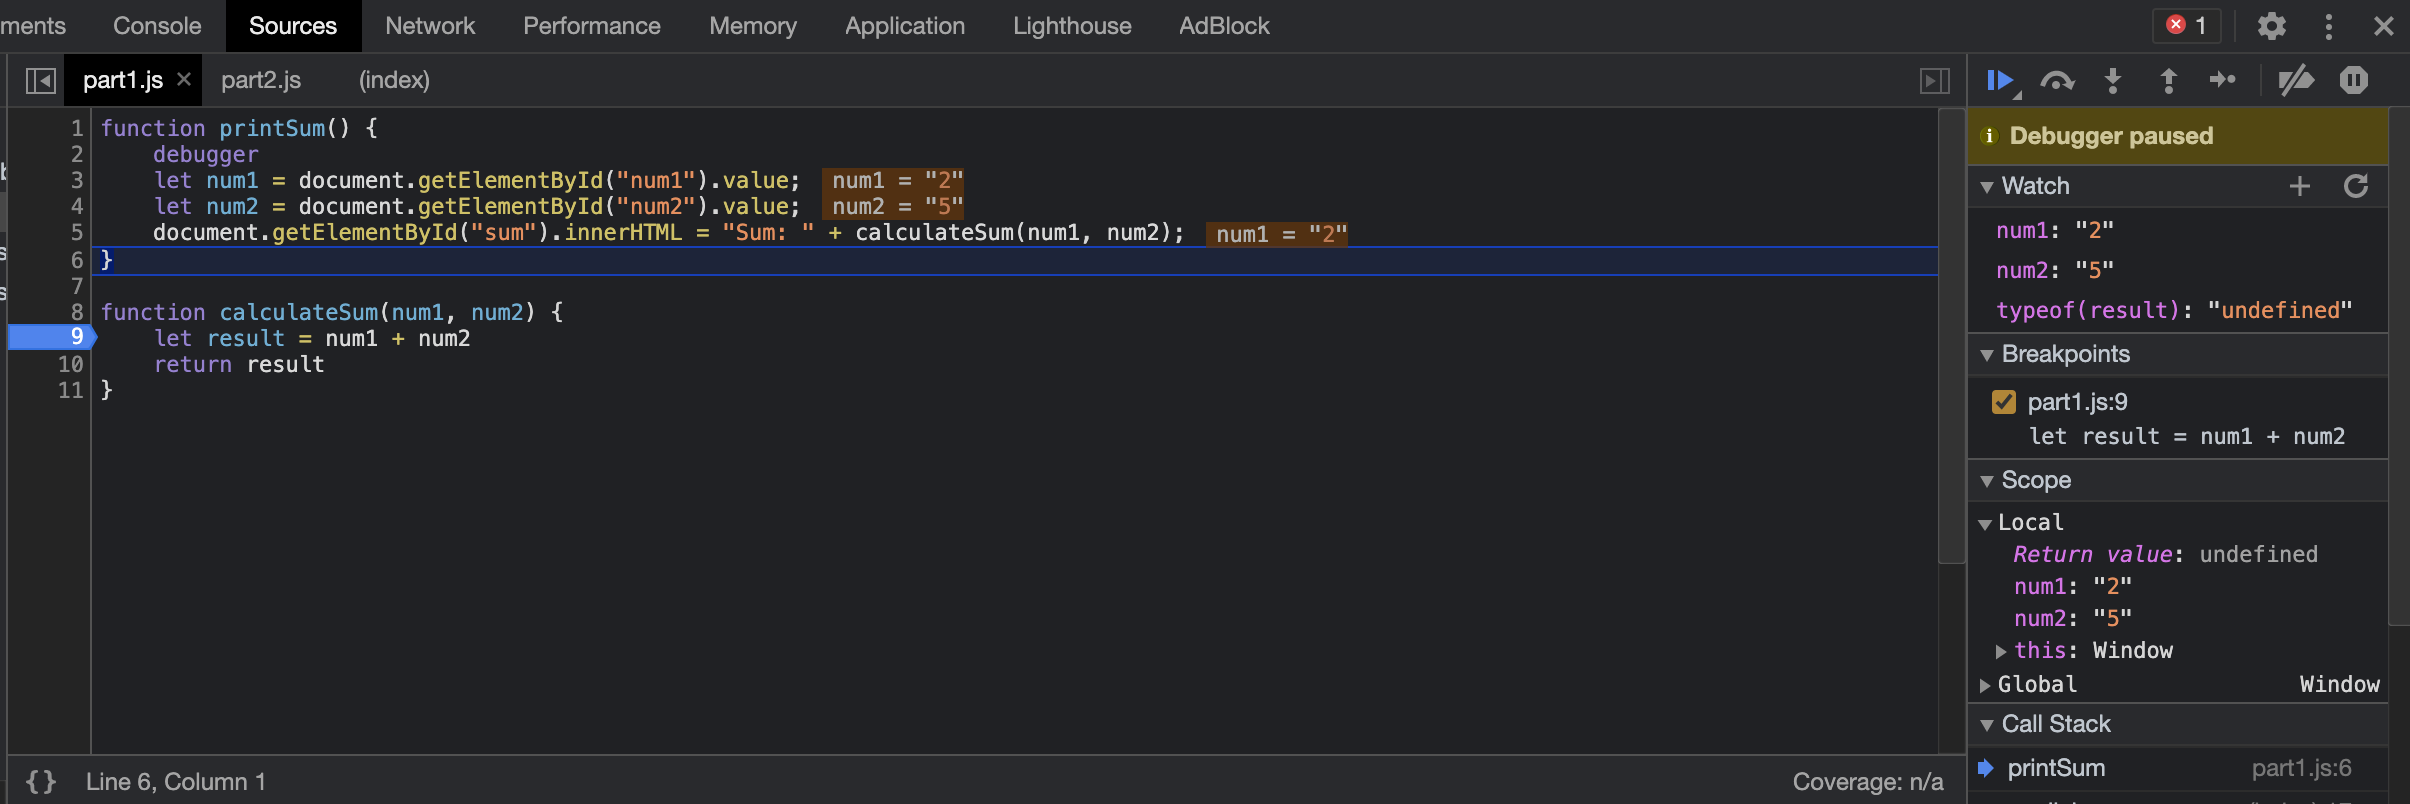 ments Console Sources Network Performance Memory Application Lighthouse AdBlock 1
part1.js part2.js (index)
1 function printSum() {
2 debugger
3 let num1 = document.getElementById("num1").value; num1 = "2"
4 let num2 = document.getElementById("num2").value; num2 = "5"
5 document.getElementById("sum").innerHTML = "Sum: " + calculateSum(num1, num2); num1 = "2"
6 }
7
8 function calculateSum(num1, num2) {
9 let result = num1 + num2
10 return result
11 }
{} Line 6, Column 1 Coverage: n/a
Debugger paused
Watch
num1: "2"
num2: "5"
typeof(result): "undefined"
Breakpoints
part1.js:9
let result = num1 + num2
Scope
Local
Return value: undefined
num1: "2"
num2: "5"
this: Window
Global Window
Call Stack
printSum part1.js:6